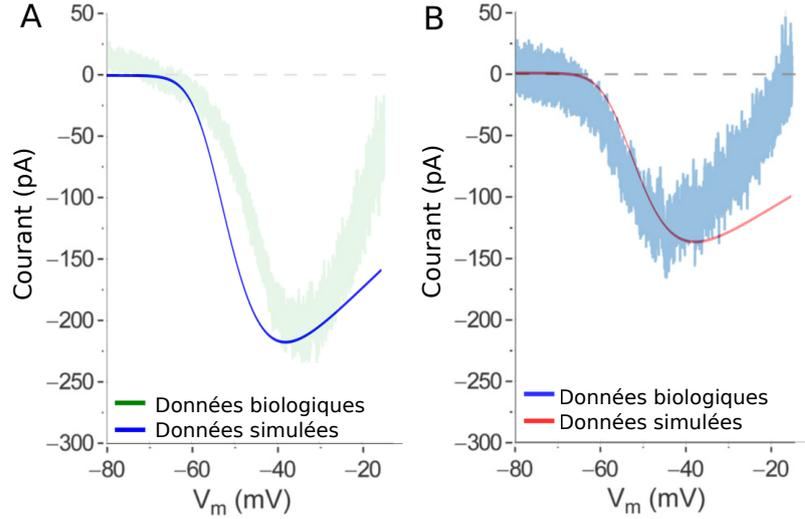 A
50
0
−50
−100
−150
−200
−250
−300
Courant (pA)
Données biologiques
Données simulées
−80 −60 −40 −20
Vm (mV)
B
50
0
−50
−100
−150
−200
−250
−300
Courant (pA)
Données biologiques
Données simulées
−80 −60 −40 −20
Vm (mV)